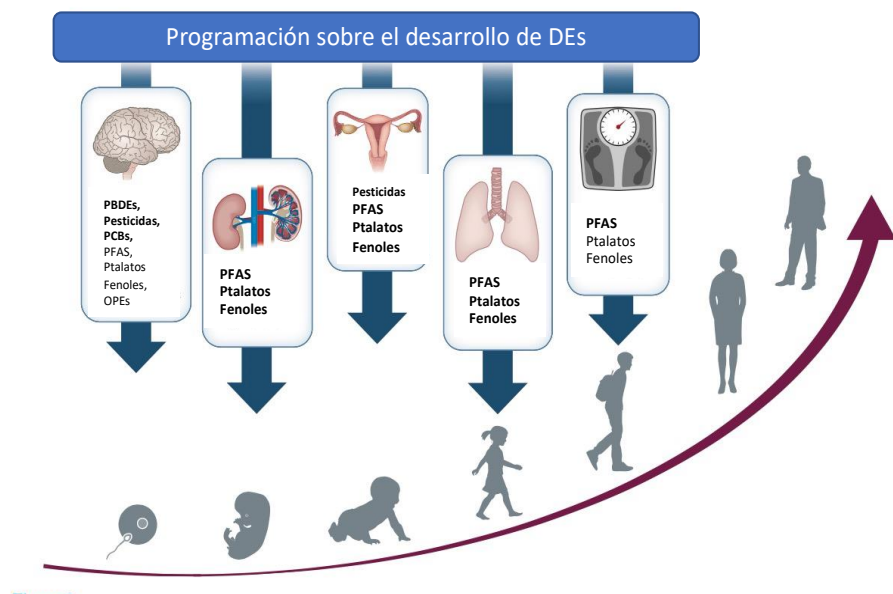 Programación sobre el desarrollo de DEs
PBDEs,
Pesticidas,
PCBs,
PFAS,
Ptalatos
Fenoles,
OPEs
PFAS
Ptalatos
Fenoles
Pesticidas
PFAS
Ptalatos
Fenoles
PFAS
Ptalatos
Fenoles
PFAS
Ptalatos
Fenoles